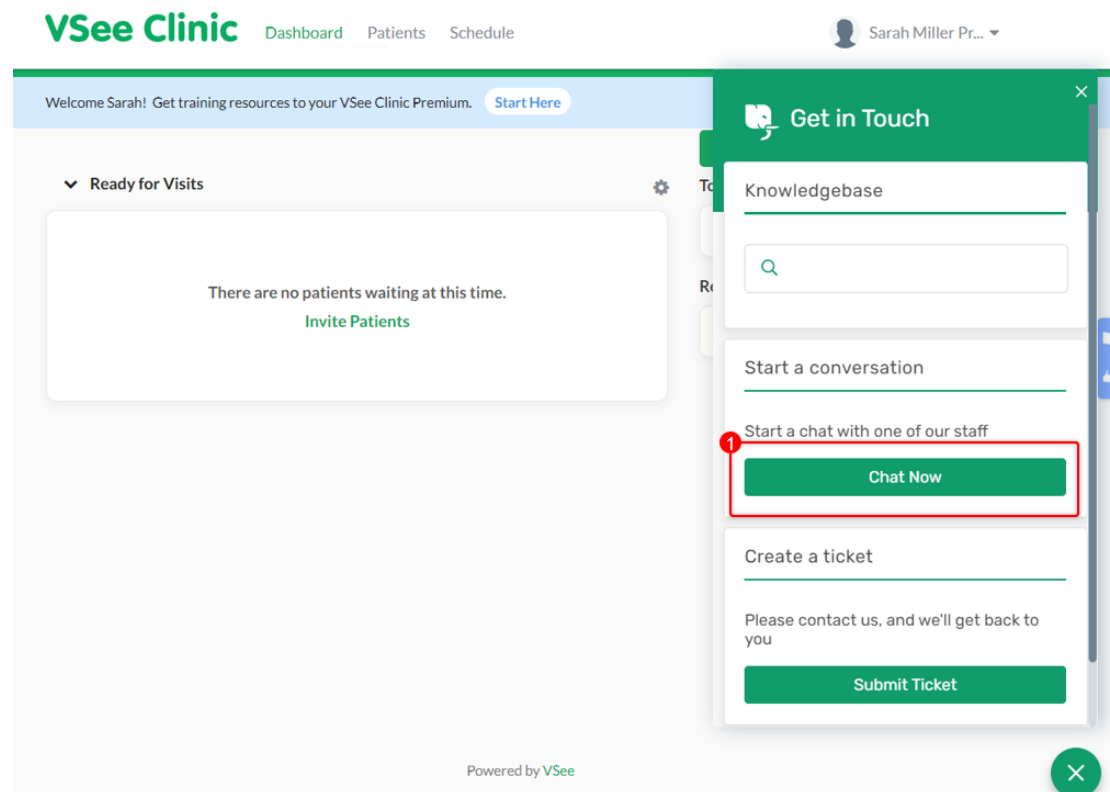 VSee Clinic Dashboard Patients Schedule Sarah Miller Pr...
Welcome Sarah! Get training resources to your VSee Clinic Premium. Start Here
Ready for Visits
There are no patients waiting at this time.
Invite Patients
Get in Touch
Knowledgebase
Start a conversation
Start a chat with one of our staff
1
Chat Now
Create a ticket
Please contact us, and we'll get back to
you
Submit Ticket
Powered by VSee